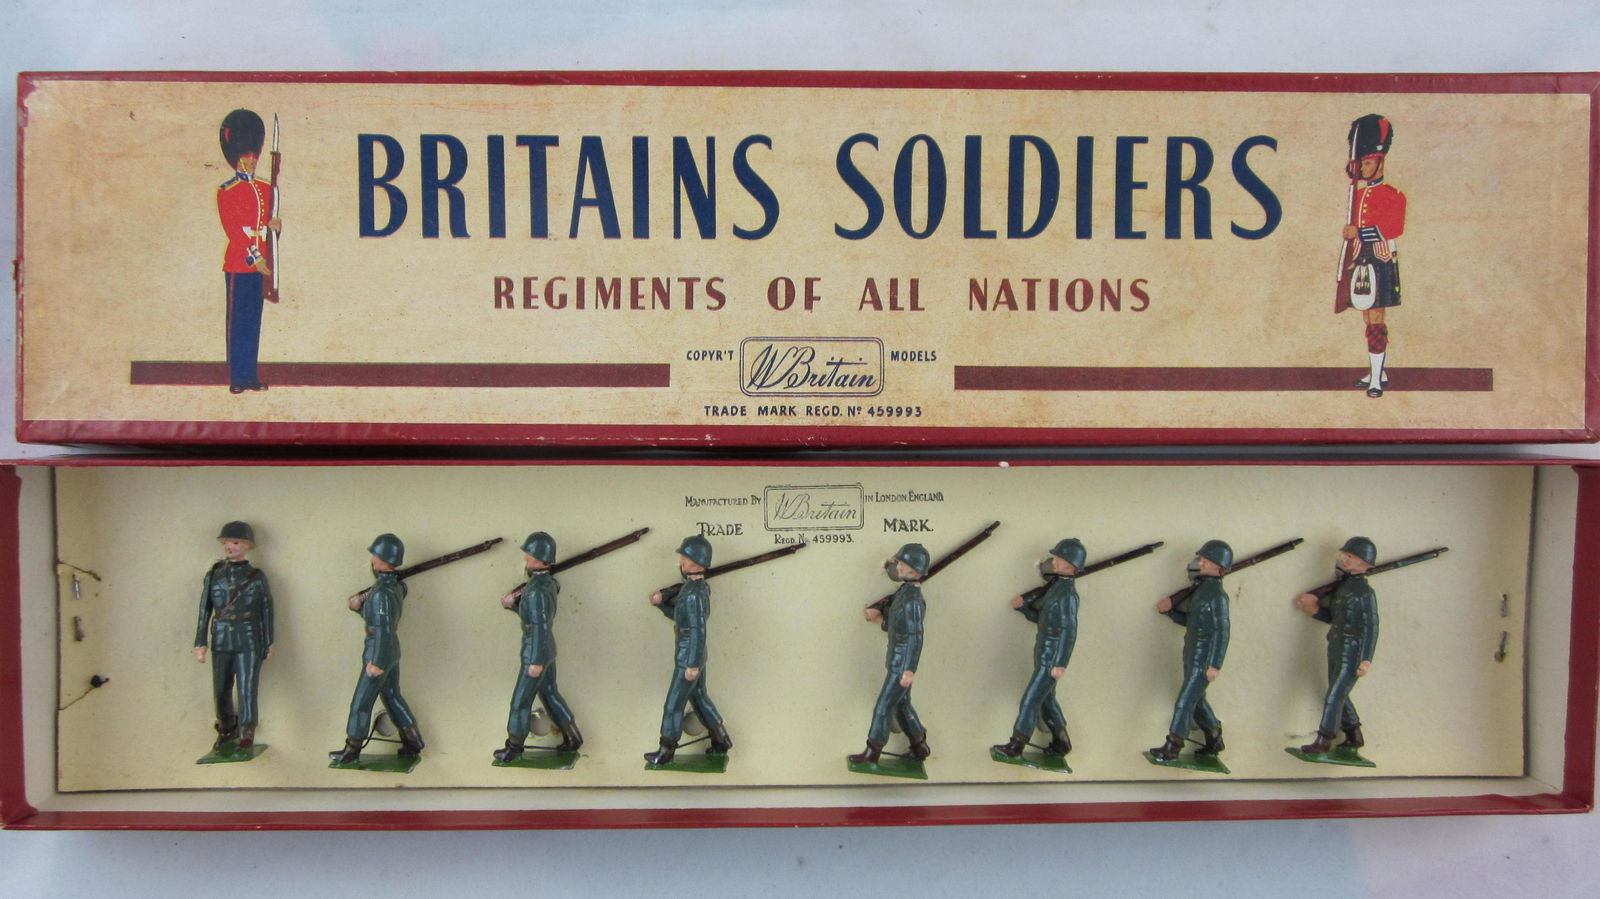 BRITAINS SOLDIERS
REGIMENTS OF ALL NATIONS
COPYR'T W Britain MODELS
TRADE MARK REGD. Nº 459993
MANUFACTURED BY W Britain IN LONDON, ENGLAND
TRADE MARK.
REGD. No. 459993.